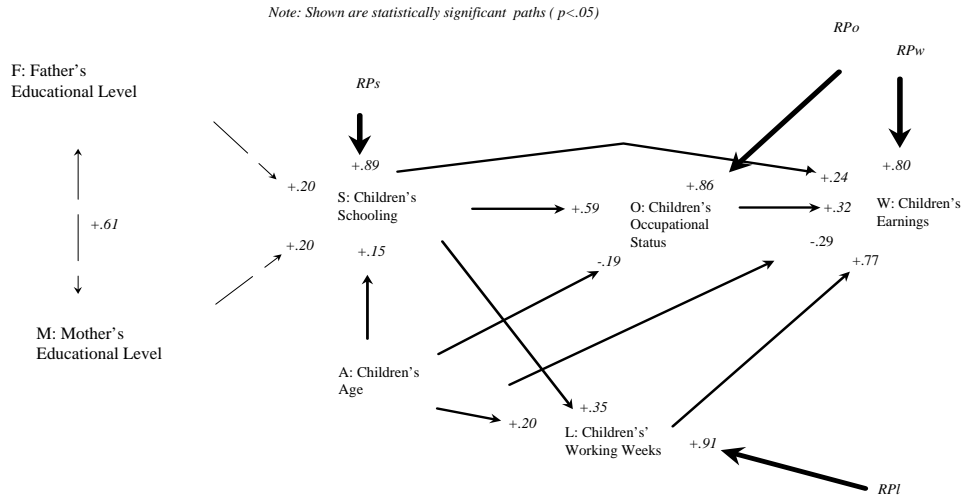 Note: Shown are statistically significant paths ( p<.05)
RPo
RPw
F: Father's
Educational Level
RPs
+.89
+.20
S: Children's
Schooling
+.86
+.24
+.80
+.59
O: Children's
Occupational
Status
+.32
W: Children's
Earnings
+.61
+.20
+.15
-.19
-.29
+.77
M: Mother's
Educational Level
A: Children's
Age
+.20
+.35
L: Children's'
Working Weeks
+.91
RPl